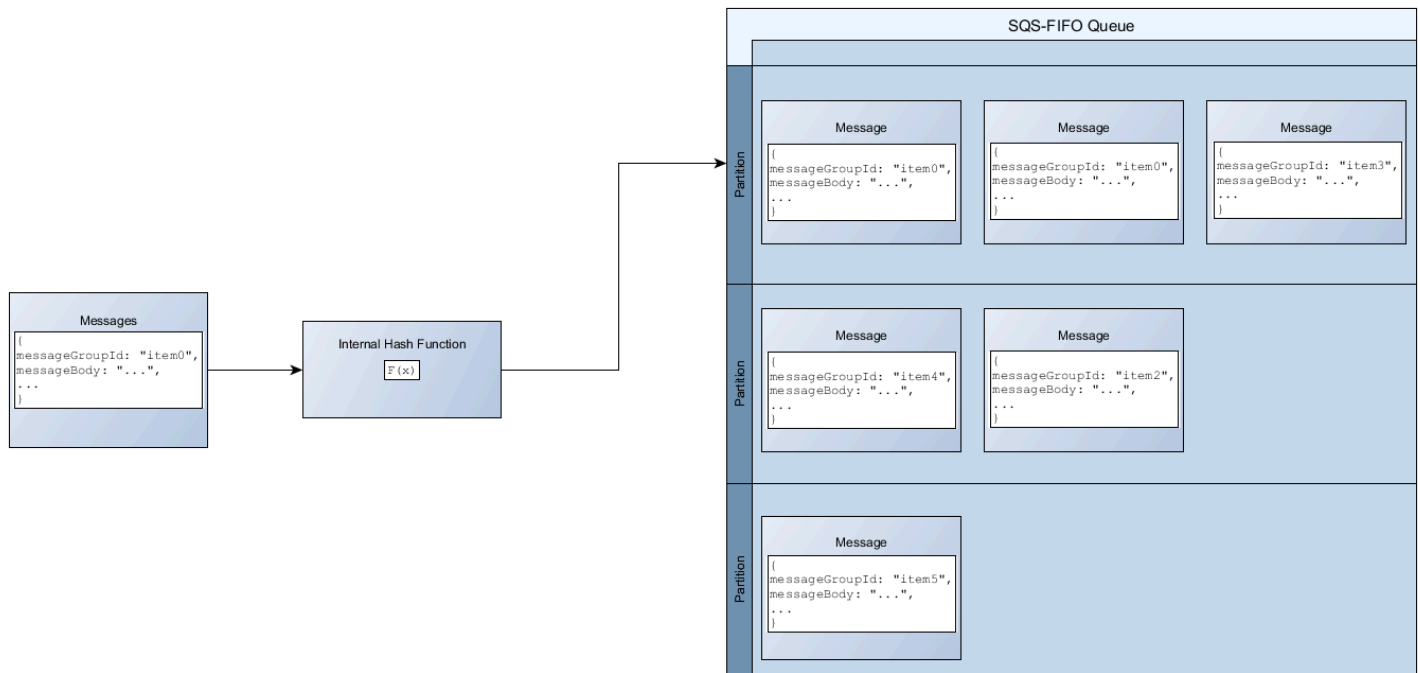 SQS-FIFO Queue
Partition
Message
{
messageGroupId: "item0",
messageBody: "...",
...
}
Message
{
messageGroupId: "item0",
messageBody: "...",
...
}
Message
{
messageGroupId: "item3",
messageBody: "...",
...
}
Messages
{
messageGroupId: "item0",
messageBody: "...",
...
}
Internal Hash Function
F(x)
Partition
Message
{
messageGroupId: "item4",
messageBody: "...",
...
}
Message
{
messageGroupId: "item2",
messageBody: "...",
...
}
Partition
Message
{
messageGroupId: "item5",
messageBody: "...",
...
}